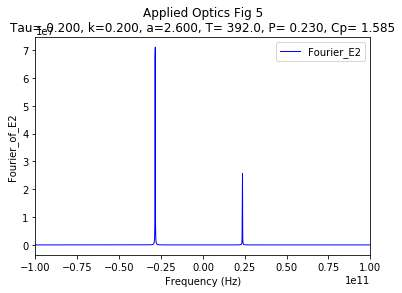 Applied Optics Fig 5
Tau= 0.200, k=0.200, a=2.600, T= 392.0, P= 0.230, Cp= 1.585
1e7
Fourier_E2
7
6
5
4
3
2
1
0
Fourier_of_E2
−1.00 −0.75 −0.50 −0.25 0.00 0.25 0.50 0.75 1.00
Frequency (Hz)
1e11